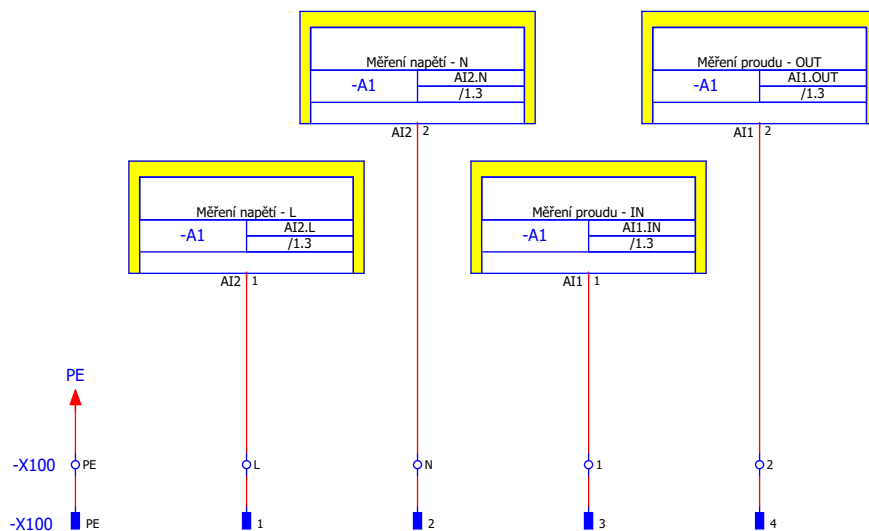 Měření napětí - N
-A1 AI2.N
/1.3
AI2 2
Měření proudu - OUT
-A1 AI1.OUT
/1.3
AI1 2
Měření napětí - L
-A1 AI2.L
/1.3
AI2 1
Měření proudu - IN
-A1 AI1.IN
/1.3
AI1 1
PE
-X100 PE L N 1 2
-X100 PE 1 2 3 4